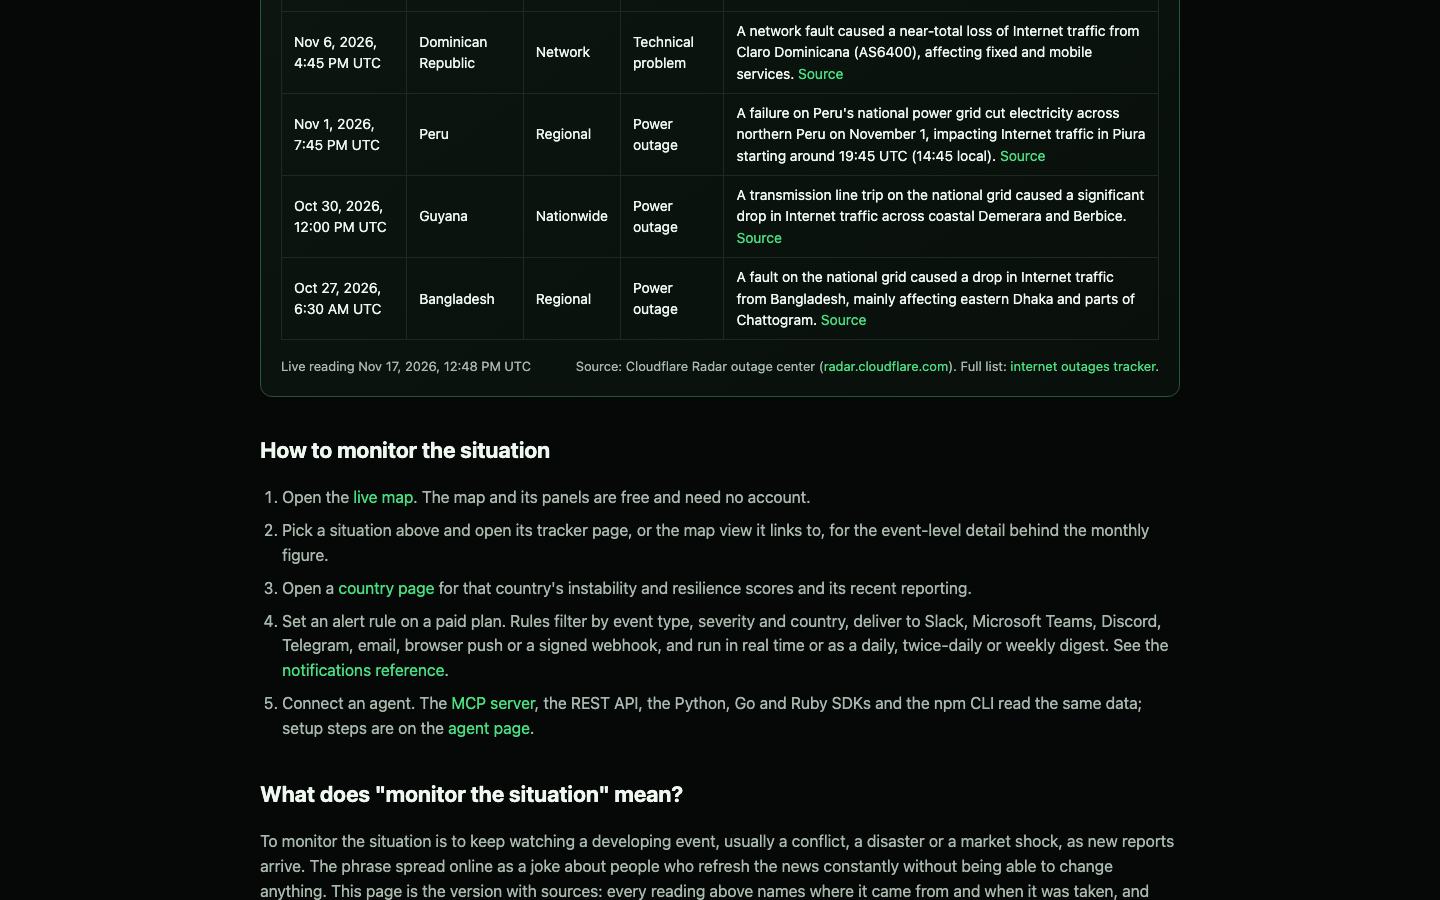 Nov 6, 2026,
4:45 PM UTC
Dominican
Republic
Network
Technical
problem
A network fault caused a near-total loss of Internet traffic from
Claro Dominicana (AS6400), affecting fixed and mobile
services. Source
Nov 1, 2026,
7:45 PM UTC
Peru
Regional
Power
outage
A failure on Peru's national power grid cut electricity across
northern Peru on November 1, impacting Internet traffic in Piura
starting around 19:45 UTC (14:45 local). Source
Oct 30, 2026,
12:00 PM UTC
Guyana
Nationwide
Power
outage
A transmission line trip on the national grid caused a significant
drop in Internet traffic across coastal Demerara and Berbice.
Source
Oct 27, 2026,
6:30 AM UTC
Bangladesh
Regional
Power
outage
A fault on the national grid caused a drop in Internet traffic
from Bangladesh, mainly affecting eastern Dhaka and parts of
Chattogram. Source
Live reading Nov 17, 2026, 12:48 PM UTC
Source: Cloudflare Radar outage center (radar.cloudflare.com). Full list: internet outages tracker.
How to monitor the situation
1. Open the live map. The map and its panels are free and need no account.
2. Pick a situation above and open its tracker page, or the map view it links to, for the event-level detail behind the monthly
figure.
3. Open a country page for that country's instability and resilience scores and its recent reporting.
4. Set an alert rule on a paid plan. Rules filter by event type, severity and country, deliver to Slack, Microsoft Teams, Discord,
Telegram, email, browser push or a signed webhook, and run in real time or as a daily, twice-daily or weekly digest. See the
notifications reference.
5. Connect an agent. The MCP server, the REST API, the Python, Go and Ruby SDKs and the npm CLI read the same data;
setup steps are on the agent page.
What does "monitor the situation" mean?
To monitor the situation is to keep watching a developing event, usually a conflict, a disaster or a market shock, as new reports
arrive. The phrase spread online as a joke about people who refresh the news constantly without being able to change
anything. This page is the version with sources: every reading above names where it came from and when it was taken, and